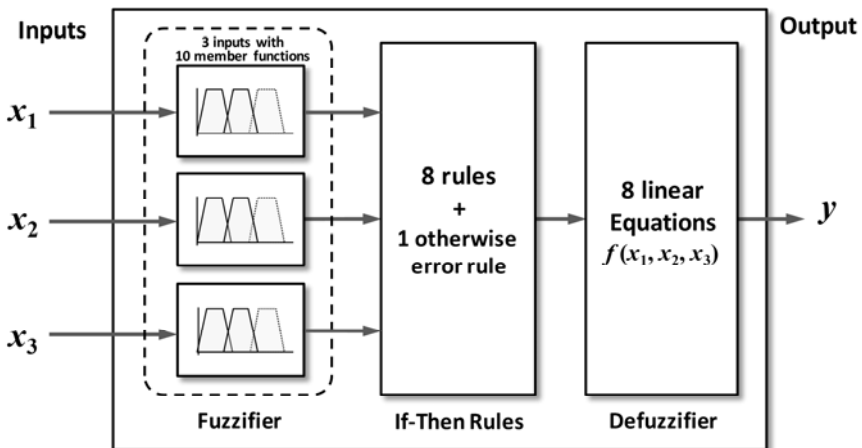 Inputs
Output
3 inputs with
10 member functions
x₁
x₂
x₃
8 rules
+
1 otherwise
error rule
8 linear
Equations
f(x₁, x₂, x₃)
y
Fuzzifier
If-Then Rules
Defuzzifier